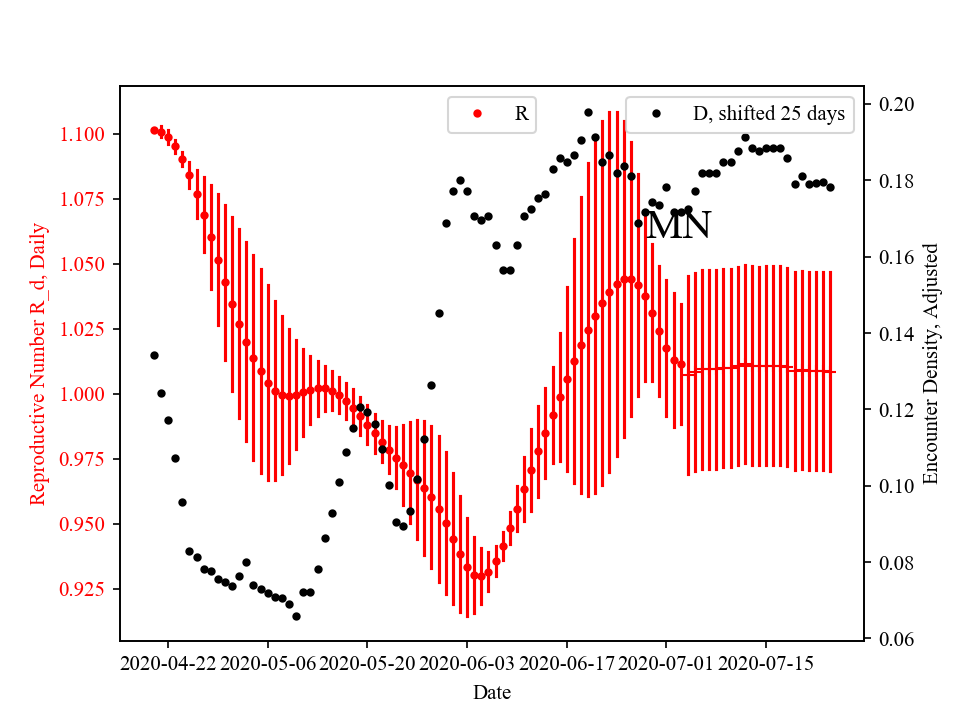 R
D, shifted 25 days
MN
Reproductive Number R_d, Daily
1.100
1.075
1.050
1.025
1.000
0.975
0.950
0.925
0.20
0.18
0.16
0.14
0.12
0.10
0.08
0.06
Encounter Density, Adjusted
2020-04-22 2020-05-06 2020-05-20 2020-06-03 2020-06-17 2020-07-01 2020-07-15
Date